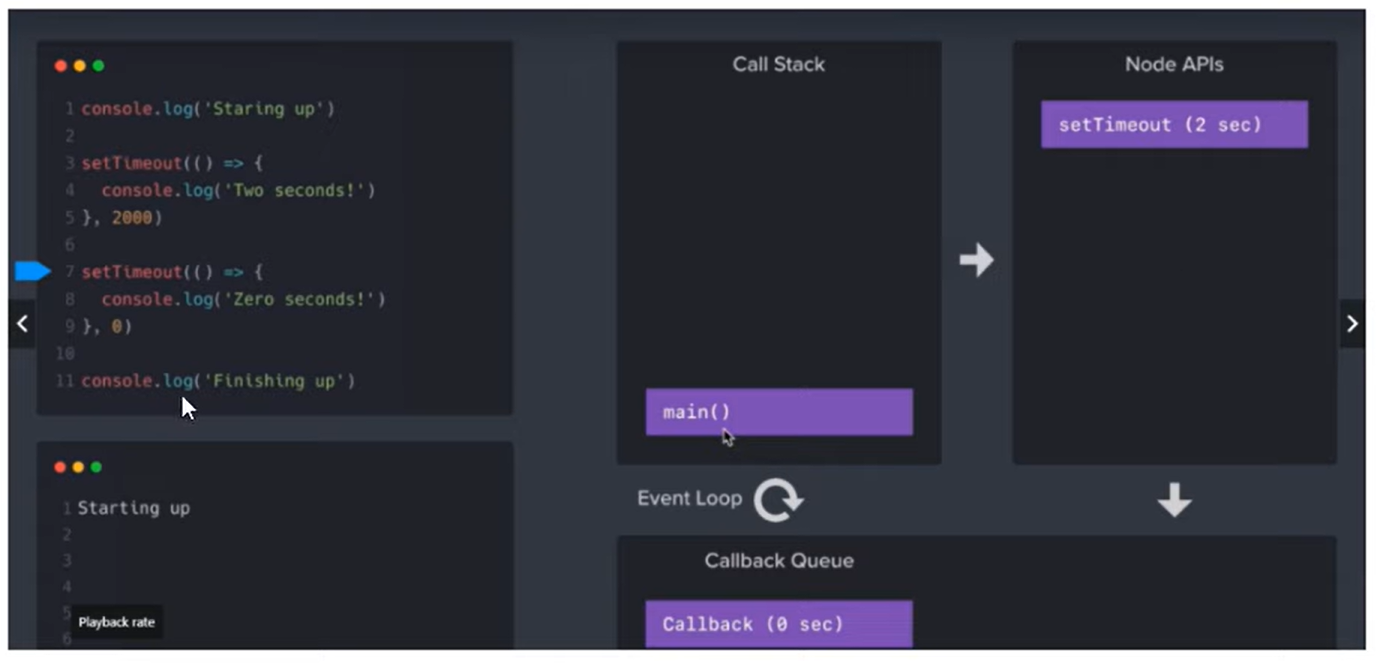 1 console.log('Staring up')
2
3 setTimeout(() => {
4   console.log('Two seconds!')
5 }, 2000)
6
7 setTimeout(() => {
8   console.log('Zero seconds!')
9 }, 0)
10
11 console.log('Finishing up')
1 Starting up
2
3
4
5
Playback rate
6
Call Stack
main()
Node APIs
setTimeout (2 sec)
Event Loop
Callback Queue
Callback (0 sec)